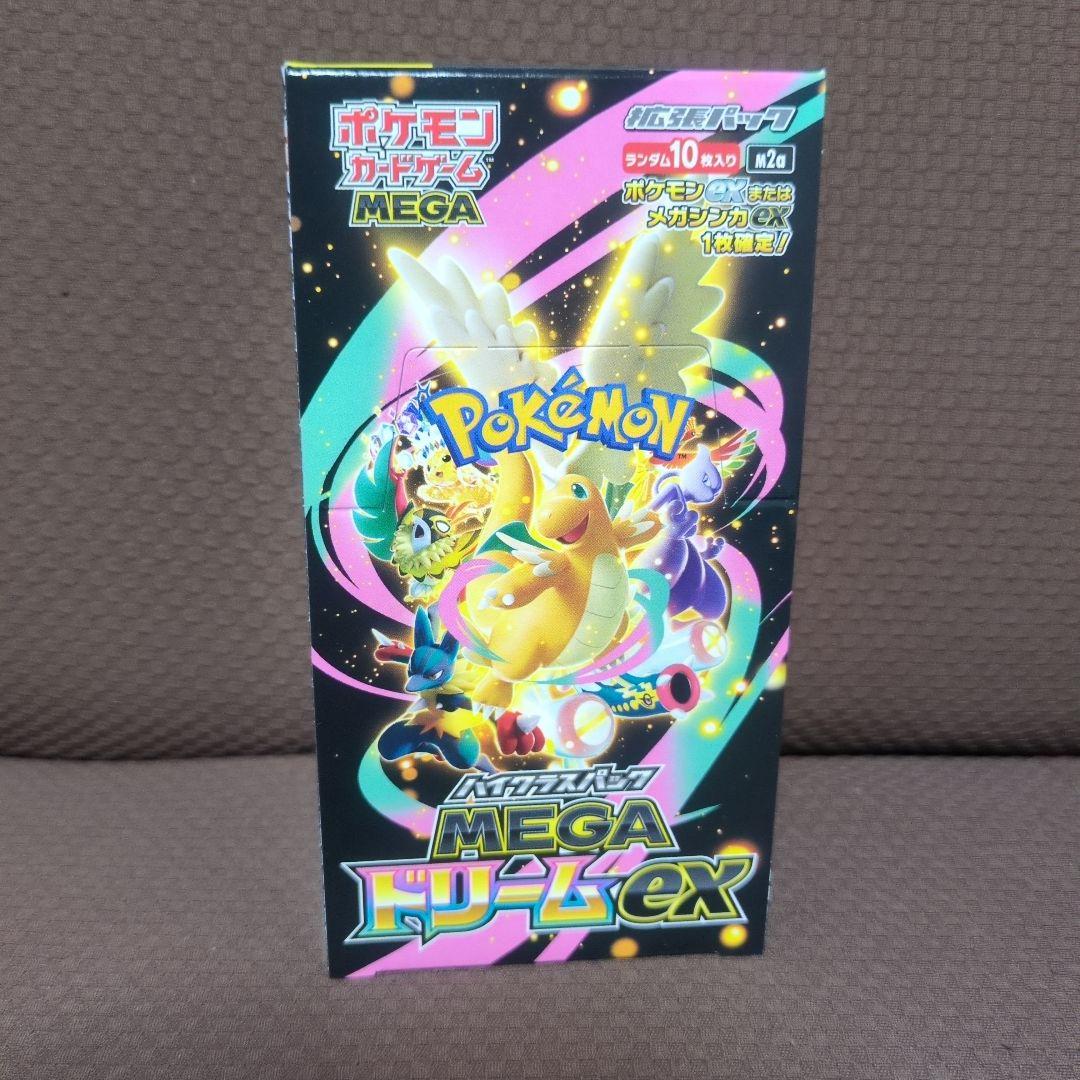 ポケモン
カードゲーム™
MEGA
拡張パック
ランダム10枚入り M2a
ポケモンexまたは
メガシンカex
1枚確定!
POKÉMON™
ハイクラスパック
MEGA
ドリームex